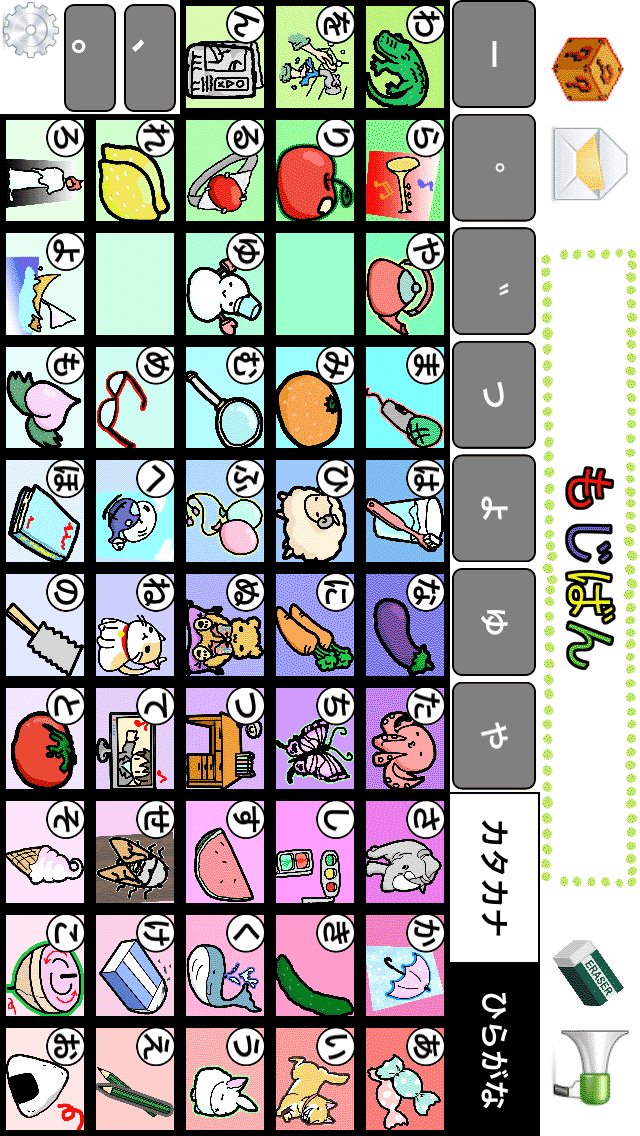 もじばん
ERASER
ー ゜ ゛ っ ょ ゅ ゃ カタカナ ひらがな
わ ら や ま は な た さ か あ
を り み ひ に ち し き い
ん る ゆ む ふ ぬ つ す く う
、 れ め へ ね て せ け え
。 ろ よ も ほ の と そ こ お